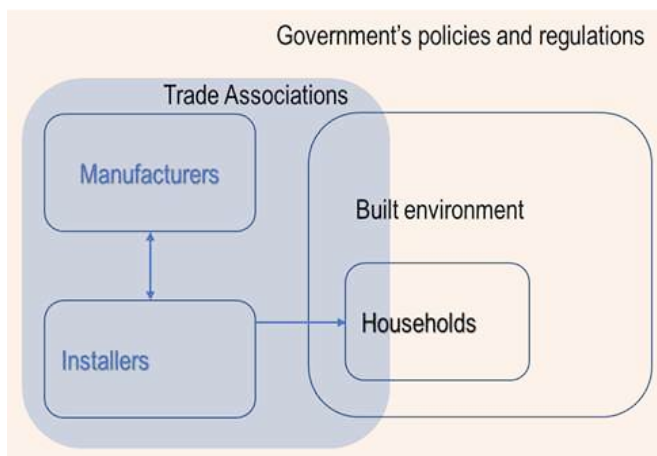 Government's policies and regulations
Trade Associations
Manufacturers
Built environment
Households
Installers